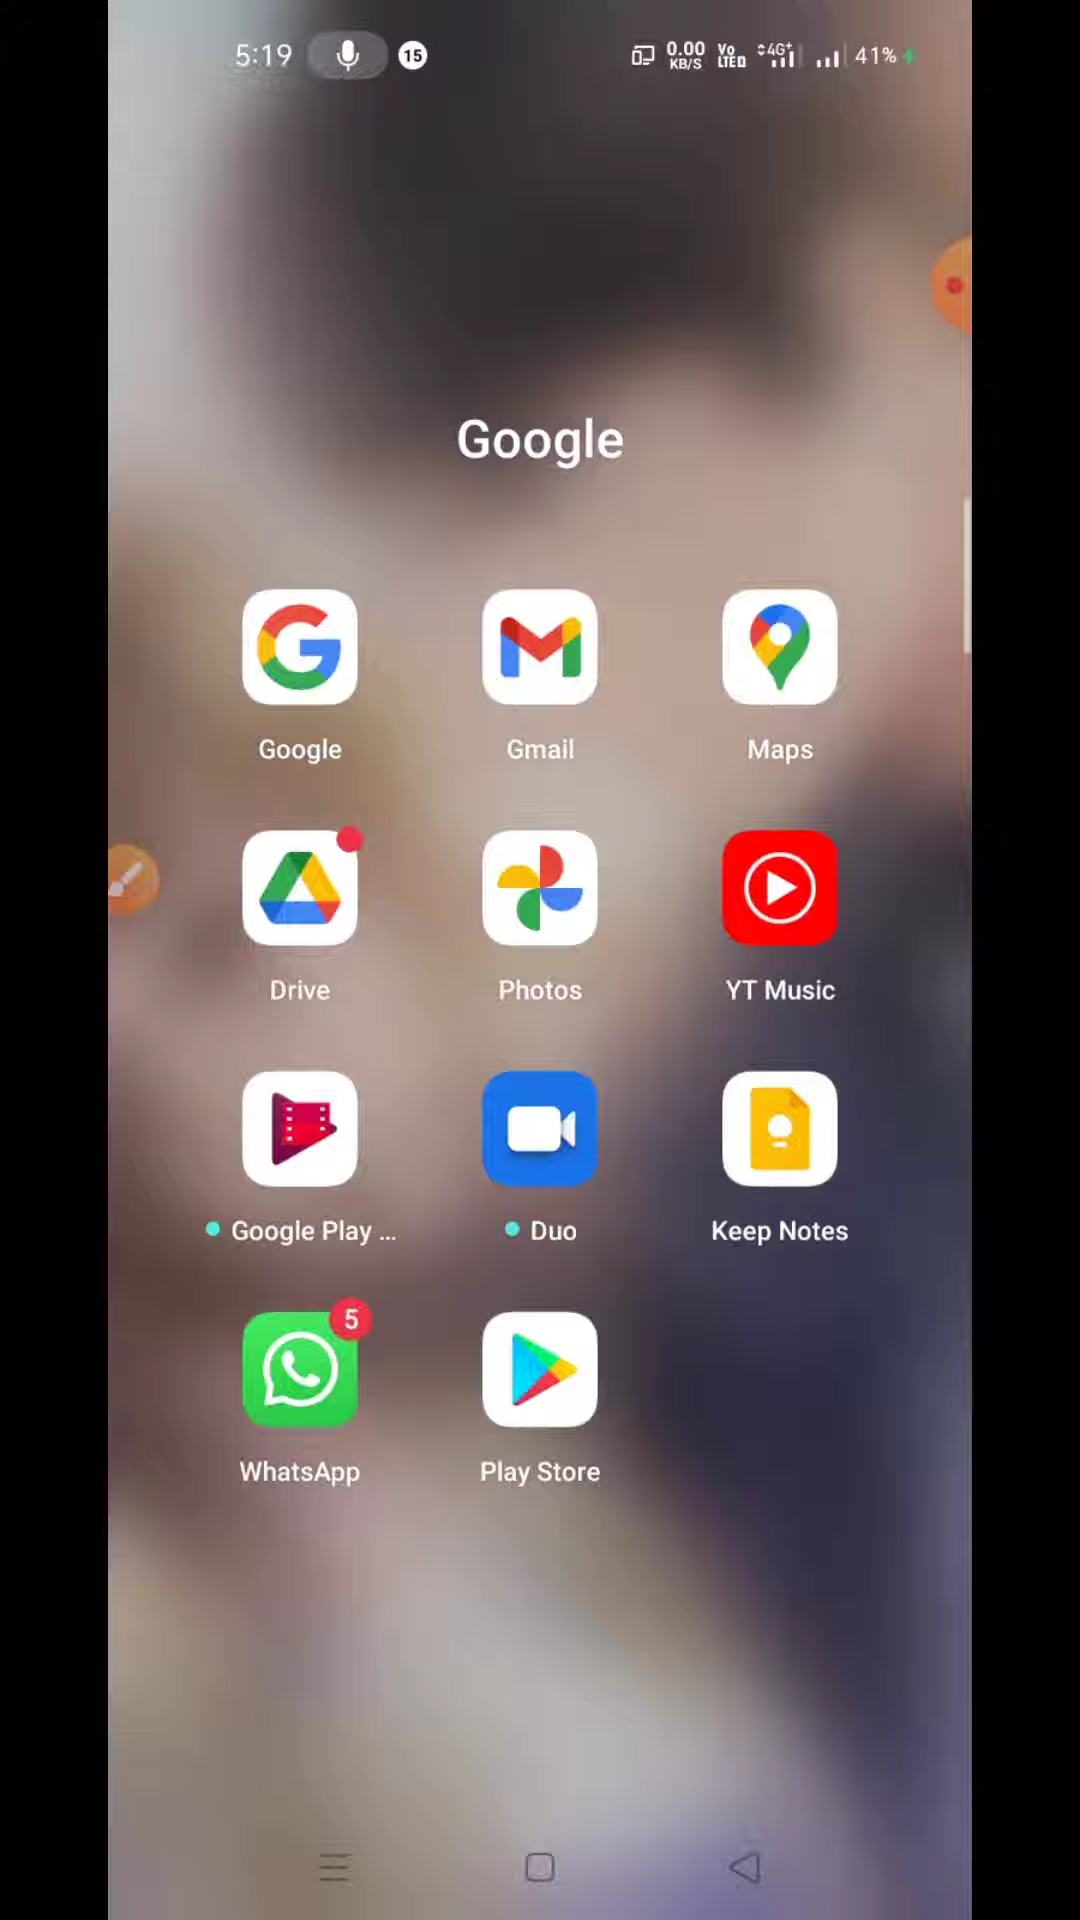 5:19 15 0.00 KB/S Vo LTE 4G+ 41%
Google
Google Gmail Maps
Drive Photos YT Music
Google Play ... Duo Keep Notes
5
WhatsApp Play Store